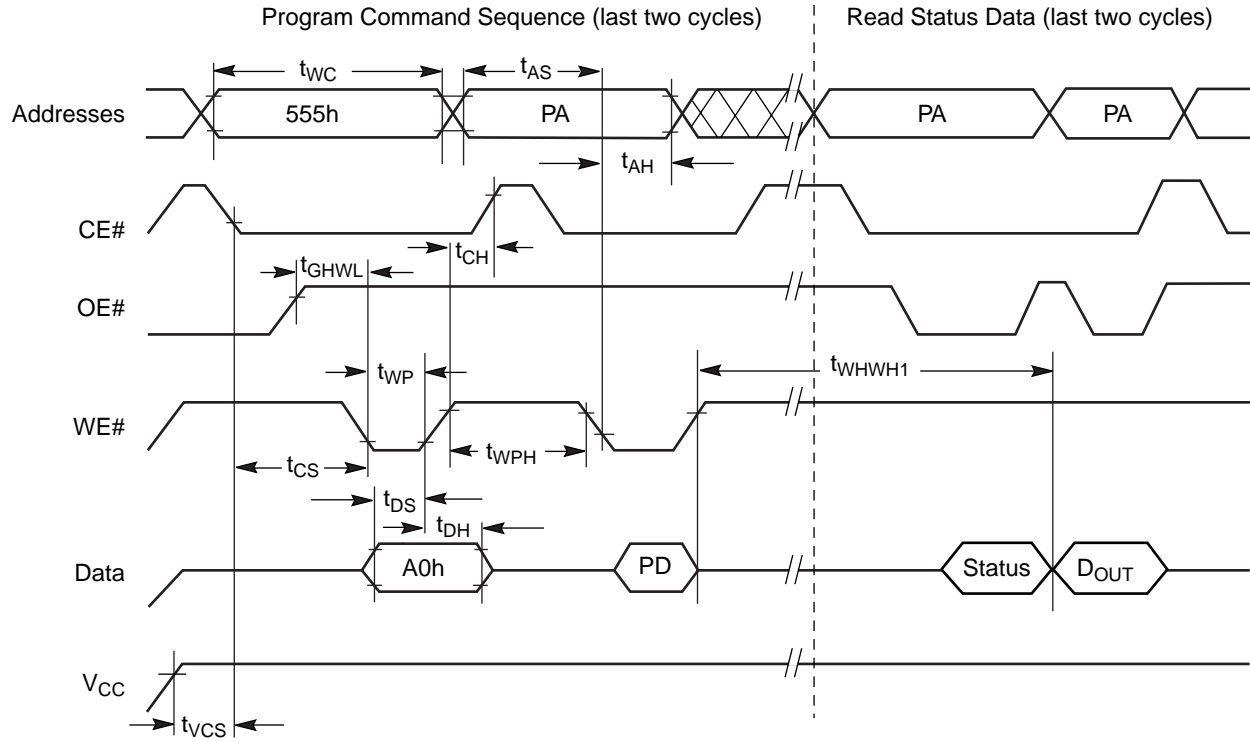 Program Command Sequence (last two cycles)
Read Status Data (last two cycles)
tWC
tAS
Addresses
555h
PA
PA
PA
tAH
CE#
tCH
tGHWL
OE#
tWHWH1
tWP
WE#
tWPH
tCS
tDS
tDH
Data
A0h
PD
Status
DOUT
VCC
tVCS